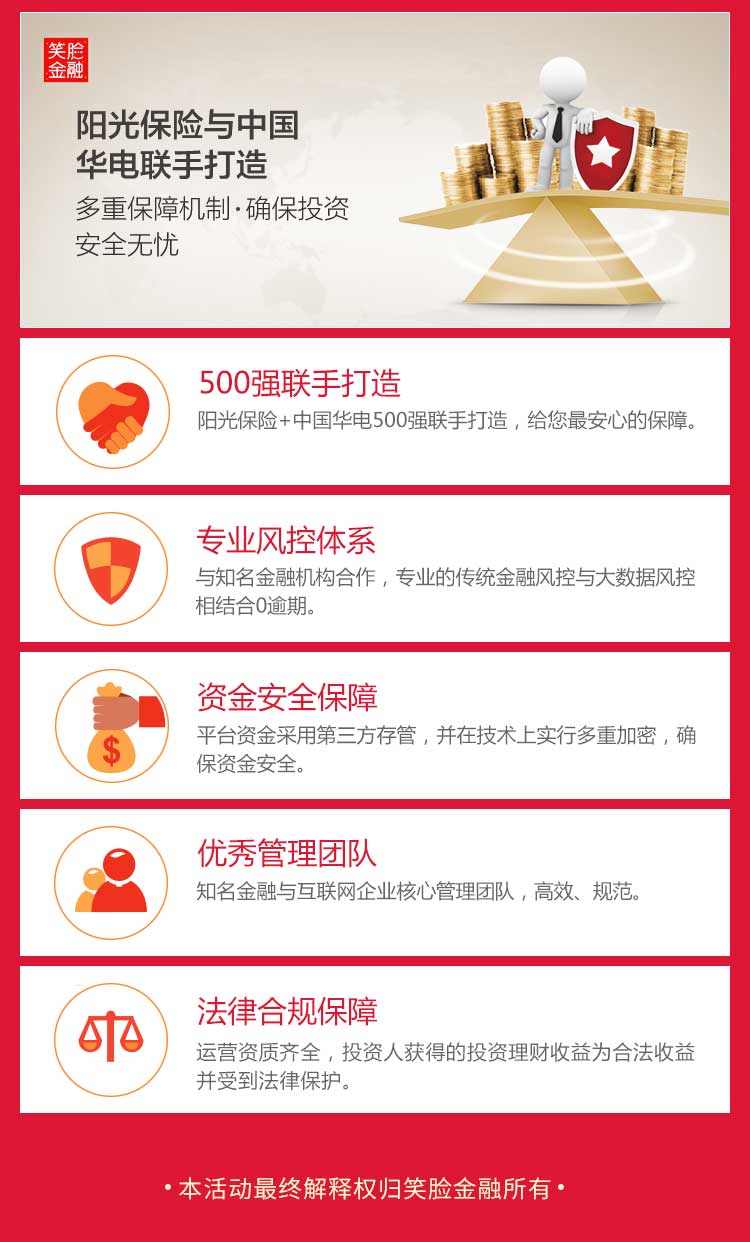 笑脸
金融
阳光保险与中国
华电联手打造
多重保障机制·确保投资
安全无忧
500强联手打造
阳光保险+中国华电500强联手打造，给您最安心的保障。
专业风控体系
与知名金融机构合作，专业的传统金融风控与大数据风控
相结合0逾期。
资金安全保障
平台资金采用第三方存管，并在技术上实行多重加密，确
保资金安全。
$
优秀管理团队
知名金融与互联网企业核心管理团队，高效、规范。
法律合规保障
运营资质齐全，投资人获得的投资理财收益为合法收益
并受到法律保护。
•本活动最终解释权归笑脸金融所有•